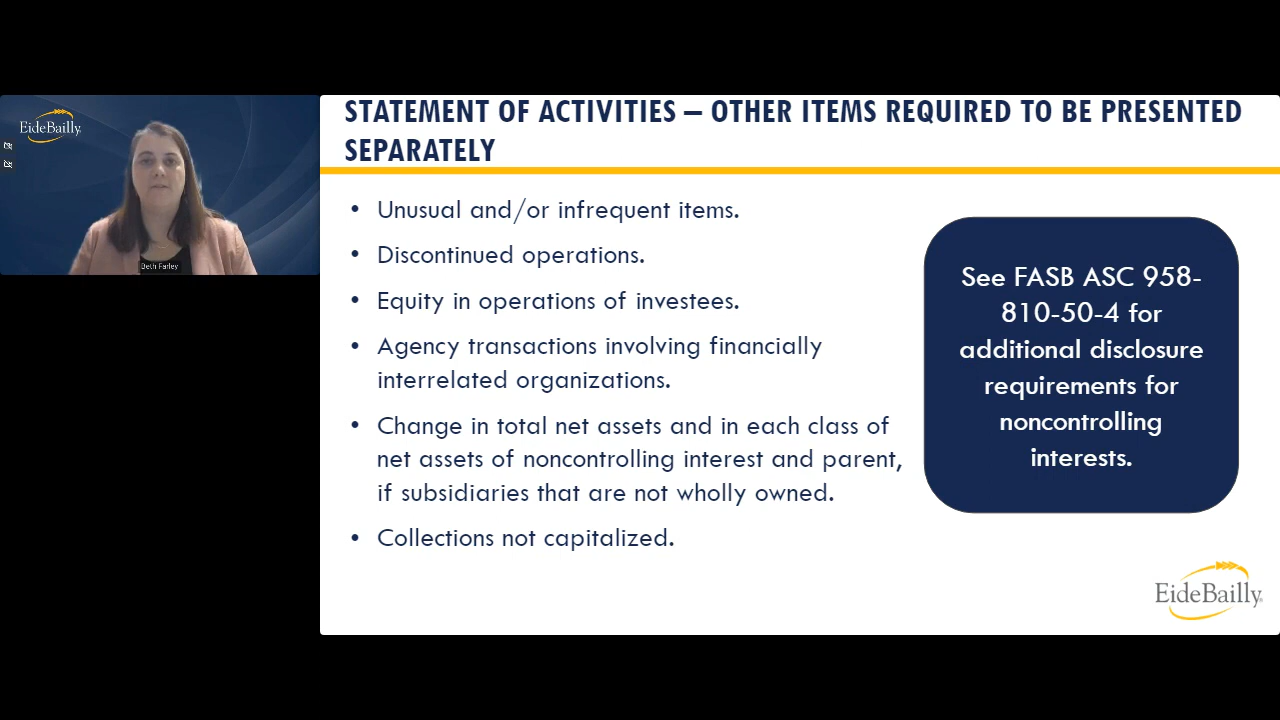 EideBailly
Beth Farley
STATEMENT OF ACTIVITIES – OTHER ITEMS REQUIRED TO BE PRESENTED
SEPARATELY
• Unusual and/or infrequent items.
• Discontinued operations.
• Equity in operations of investees.
• Agency transactions involving financially
interrelated organizations.
• Change in total net assets and in each class of
net assets of noncontrolling interest and parent,
if subsidiaries that are not wholly owned.
• Collections not capitalized.
See FASB ASC 958-
810-50-4 for
additional disclosure
requirements for
noncontrolling
interests.
EideBailly